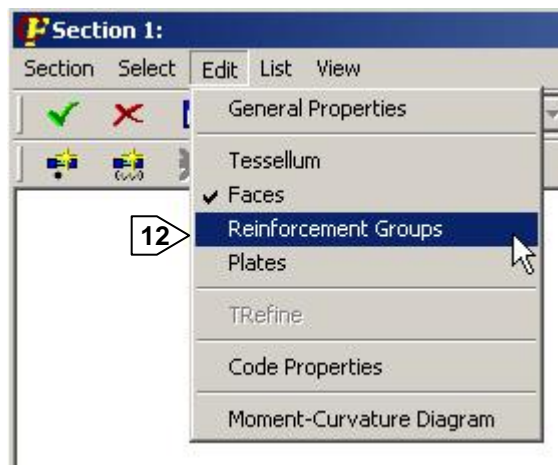 Section 1:
Section Select Edit List View
General Properties
Tessellum
Faces
12
Reinforcement Groups
Plates
TRefine
Code Properties
Moment-Curvature Diagram